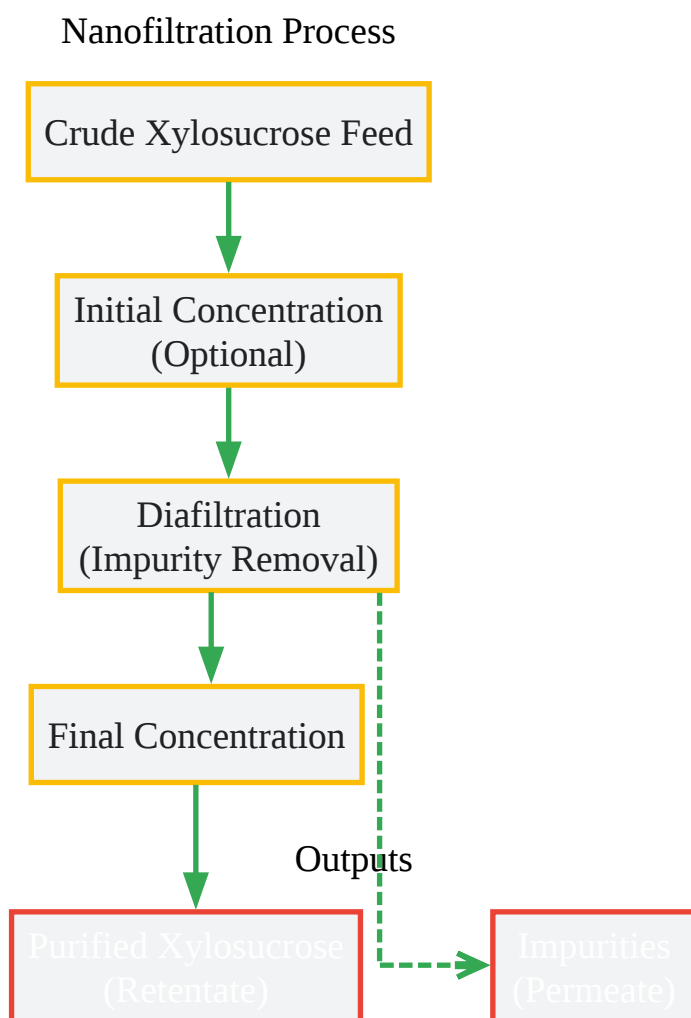 Nanofiltration Process
Crude Xylosucrose Feed
Initial Concentration
(Optional)
Diafiltration
(Impurity Removal)
Final Concentration
Outputs
Purified Xylosucrose
(Retentate)
Impurities
(Permeate)